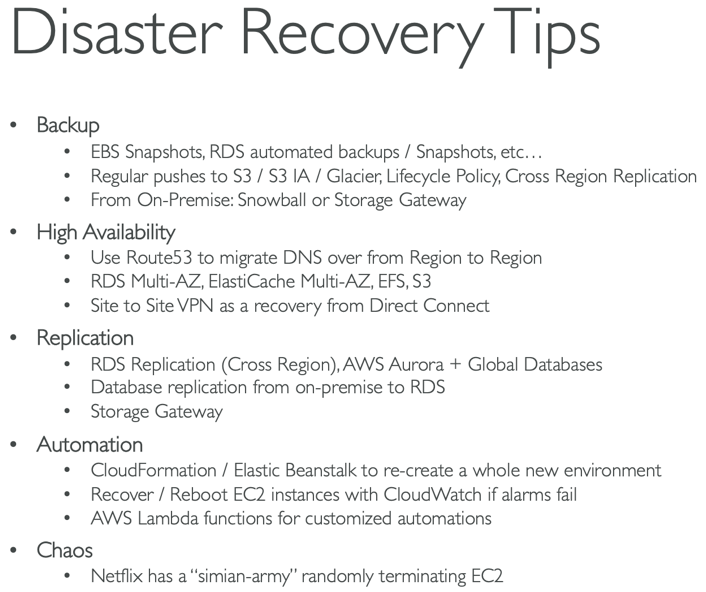 Disaster Recovery Tips
• Backup
• EBS Snapshots, RDS automated backups / Snapshots, etc…
• Regular pushes to S3 / S3 IA / Glacier, Lifecycle Policy, Cross Region Replication
• From On-Premise: Snowball or Storage Gateway
• High Availability
• Use Route53 to migrate DNS over from Region to Region
• RDS Multi-AZ, ElastiCache Multi-AZ, EFS, S3
• Site to Site VPN as a recovery from Direct Connect
• Replication
• RDS Replication (Cross Region), AWS Aurora + Global Databases
• Database replication from on-premise to RDS
• Storage Gateway
• Automation
• CloudFormation / Elastic Beanstalk to re-create a whole new environment
• Recover / Reboot EC2 instances with CloudWatch if alarms fail
• AWS Lambda functions for customized automations
• Chaos
• Netflix has a “simian-army” randomly terminating EC2